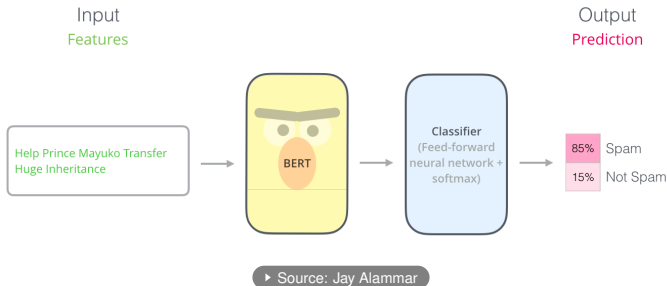 Input
Features
Output
Prediction
Help Prince Mayuko Transfer
Huge Inheritance
BERT
Classifier
(Feed-forward
neural network +
softmax)
85% Spam
15% Not Spam
Source: Jay Alammar